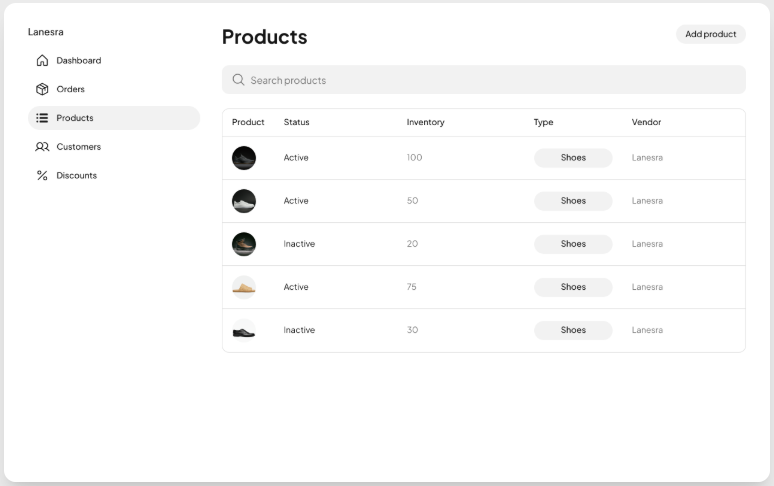 Lanesra
Dashboard
Orders
Products
Customers
Discounts
Products
Add product
Search products
Product Status Inventory Type Vendor
Active 100 Shoes Lanesra
Active 50 Shoes Lanesra
Inactive 20 Shoes Lanesra
Active 75 Shoes Lanesra
Inactive 30 Shoes Lanesra